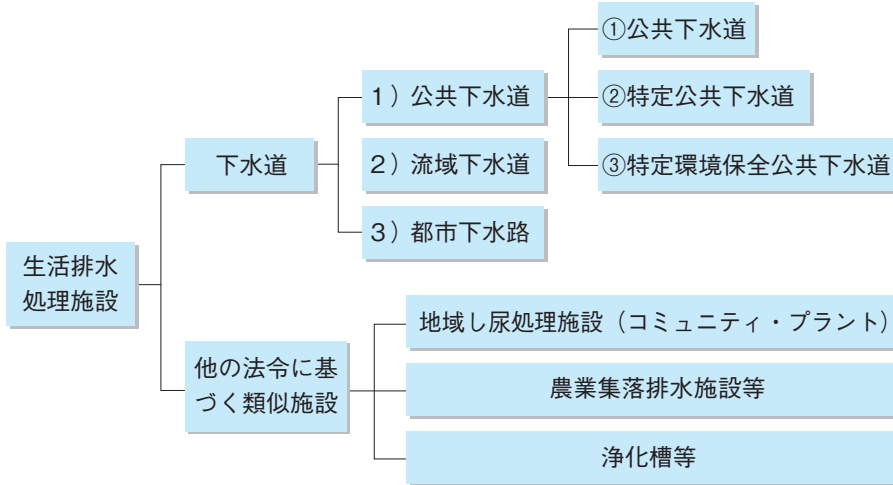 生活排水
処理施設
下水道
1）公共下水道
①公共下水道
②特定公共下水道
③特定環境保全公共下水道
2）流域下水道
3）都市下水路
他の法令に基
づく類似施設
地域し尿処理施設（コミュニティ・プラント）
農業集落排水施設等
浄化槽等